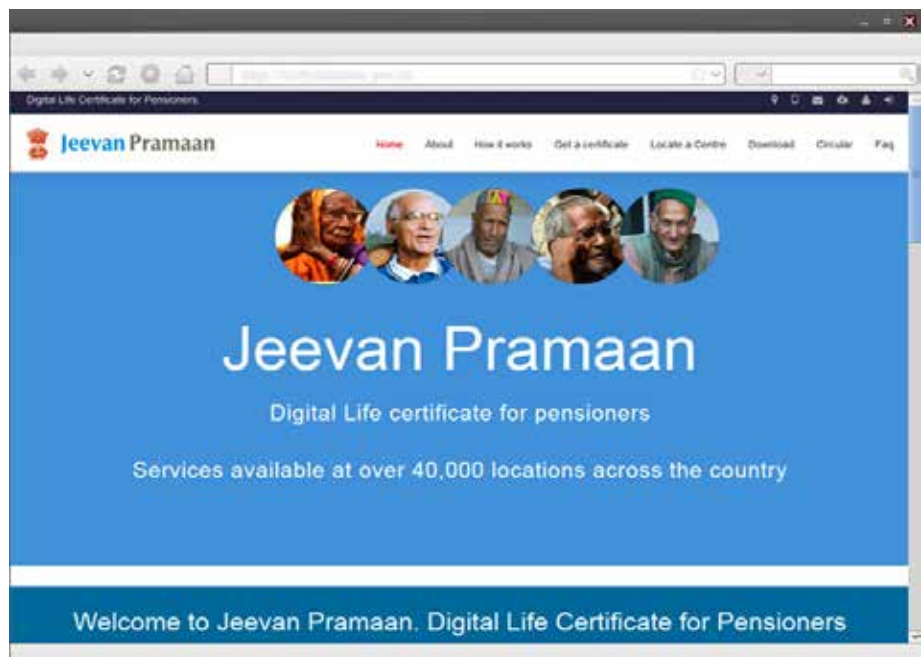 Digital Life Certificate for Pensioners.
Jeevan Pramaan
Home About How it works Get a certificate Locate a Centre Download Circular Faq
Jeevan Pramaan
Digital Life certificate for pensioners
Services available at over 40,000 locations across the country
Welcome to Jeevan Pramaan. Digital Life Certificate for Pensioners